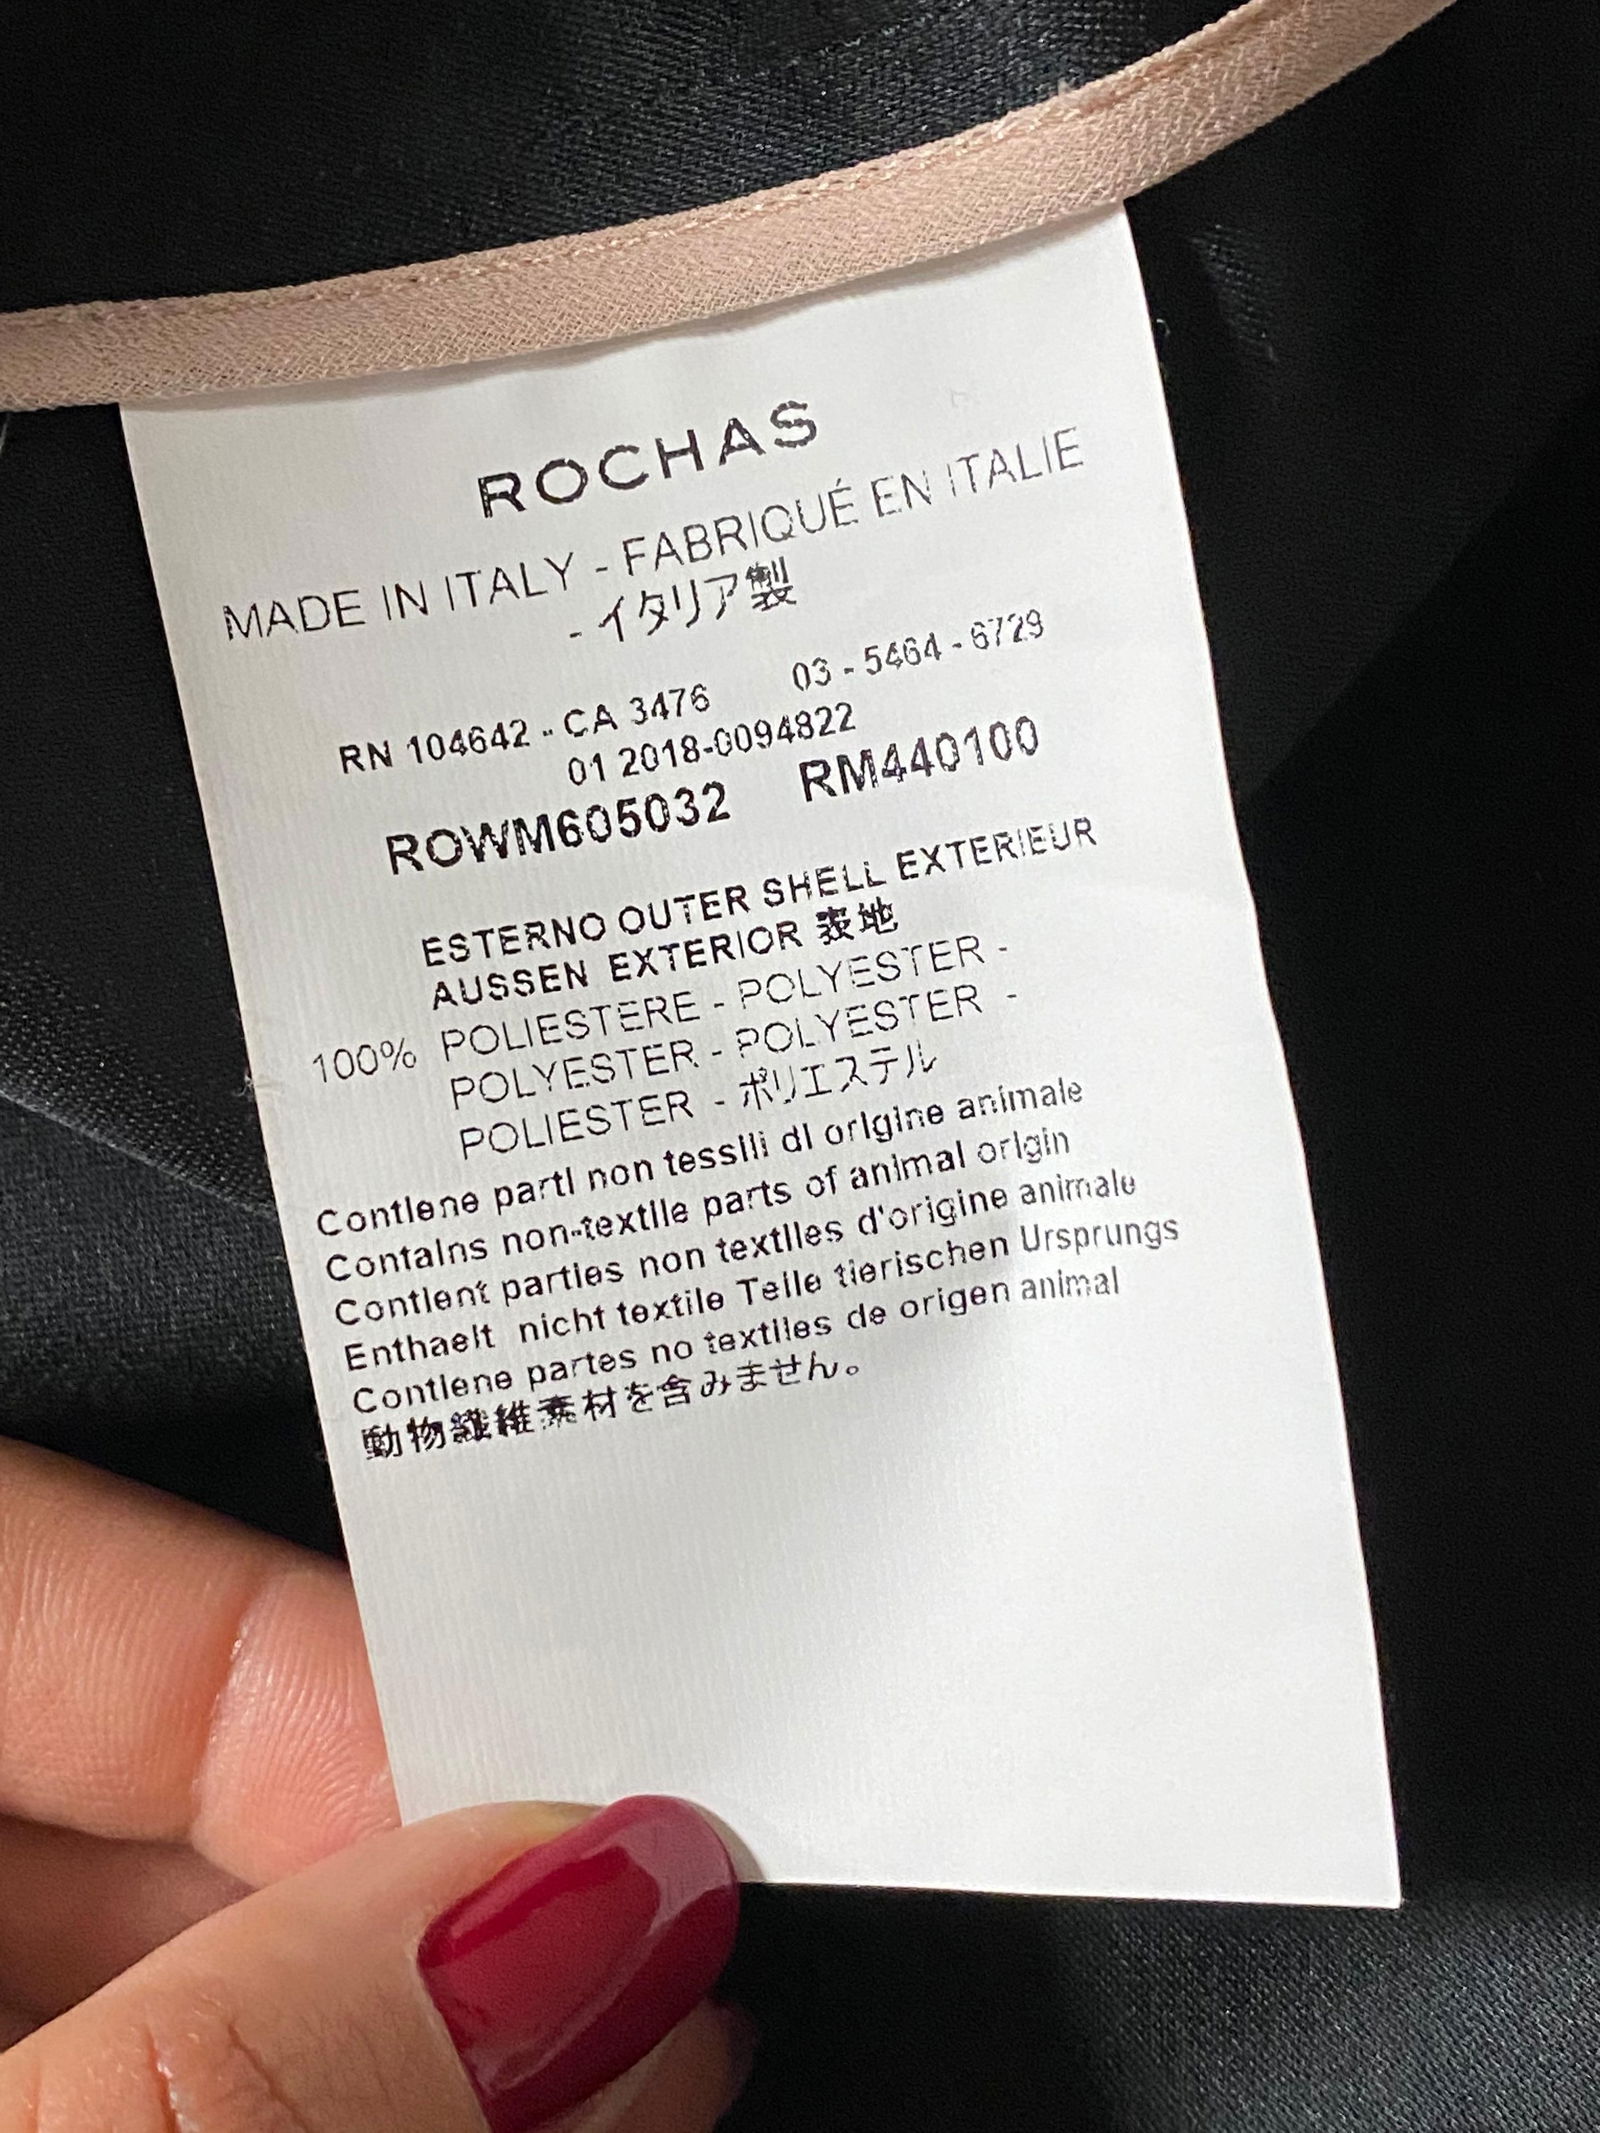 ROCHAS
MADE IN ITALY - FABRIQUÉ EN ITALIE
- イタリア製
RN 104642 - CA 3476 03 - 5464 - 6729
01 2018-0094822
ROWM605032 RM440100
ESTERNO OUTER SHELL EXTERIEUR
AUSSEN EXTERIOR 表地
100% POLIESTERE - POLYESTER -
POLYESTER - POLYESTER -
POLIESTER - ポリエステル
Contiene parti non tessili di origine animale
Contains non-textile parts of animal origin
Contient parties non textiles d'origine animale
Enthaelt nicht textile Teile tierischen Ursprungs
Contiene partes no textiles de origen animal
動物繊維素材を含みません。